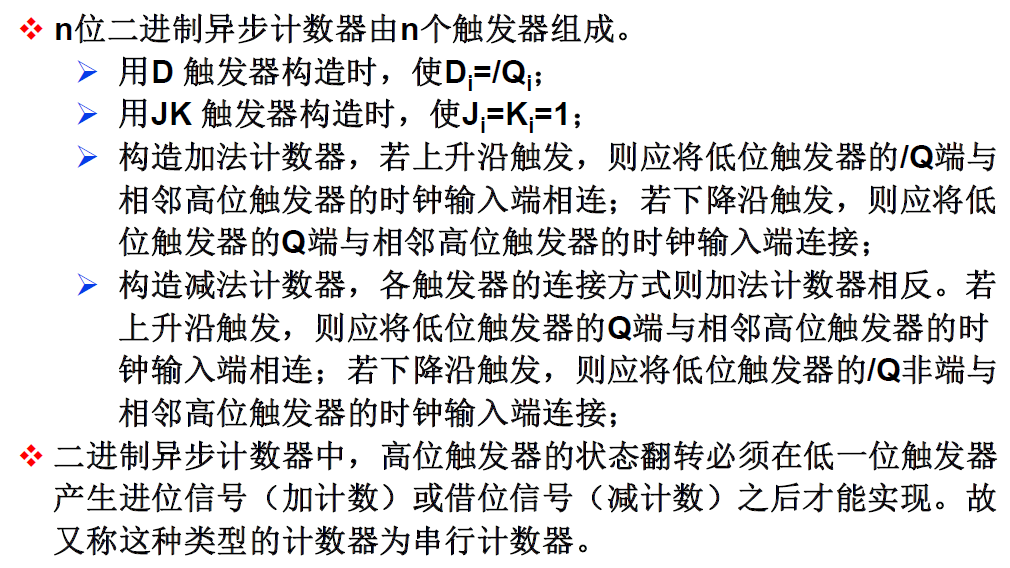 ❖ n位二进制异步计数器由n个触发器组成。
➢ 用D 触发器构造时，使Di=/Qi；
➢ 用JK 触发器构造时，使Ji=Ki=1；
➢ 构造加法计数器，若上升沿触发，则应将低位触发器的/Q端与
相邻高位触发器的时钟输入端相连；若下降沿触发，则应将低
位触发器的Q端与相邻高位触发器的时钟输入端连接；
➢ 构造减法计数器，各触发器的连接方式则加法计数器相反。若
上升沿触发，则应将低位触发器的Q端与相邻高位触发器的时
钟输入端相连；若下降沿触发，则应将低位触发器的/Q非端与
相邻高位触发器的时钟输入端连接；
❖ 二进制异步计数器中，高位触发器的状态翻转必须在低一位触发器
产生进位信号（加计数）或借位信号（减计数）之后才能实现。故
又称这种类型的计数器为串行计数器。